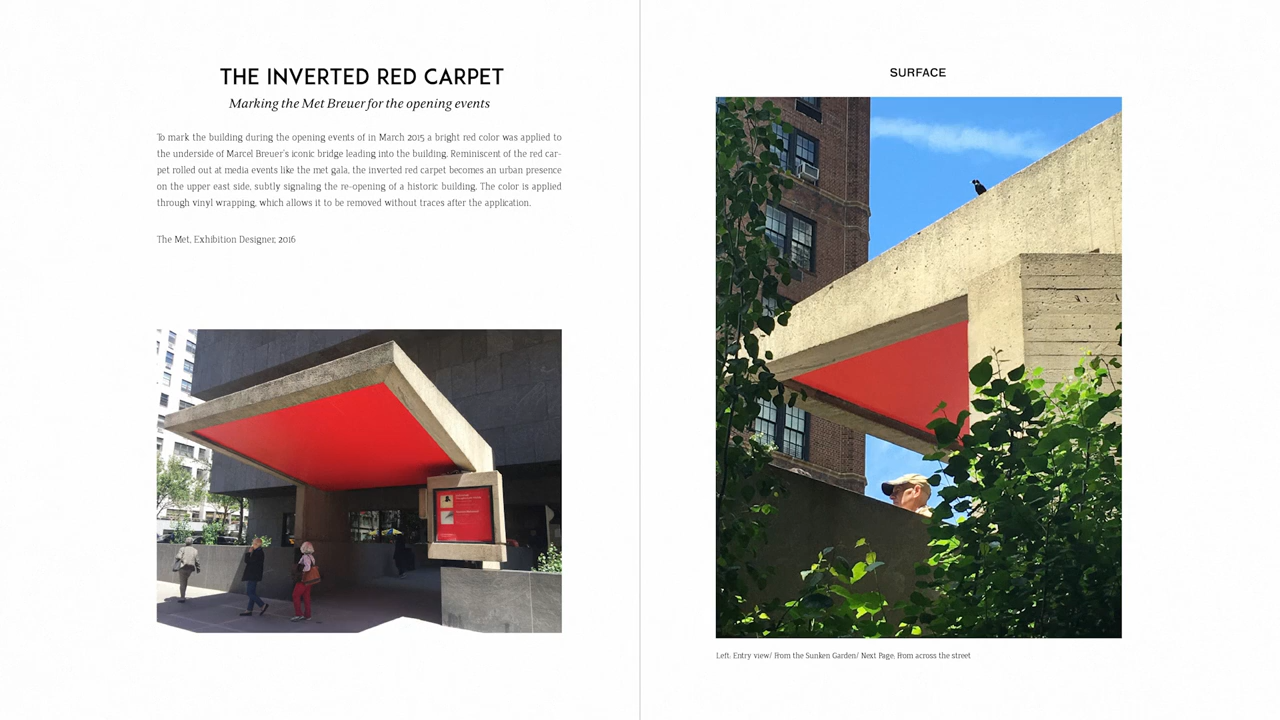 THE INVERTED RED CARPET
Marking the Met Breuer for the opening events
To mark the building during the opening events of in March 2015 a bright red color was applied to
the underside of Marcel Breuer's iconic bridge leading into the building. Reminiscent of the red car-
pet rolled out at media events like the met gala, the inverted red carpet becomes an urban presence
on the upper east side, subtly signaling the re-opening of a historic building. The color is applied
through vinyl wrapping, which allows it to be removed without traces after the application.
The Met, Exhibition Designer, 2016
SURFACE
Left: Entry view/ From the Sunken Garden/ Next Page, From across the street